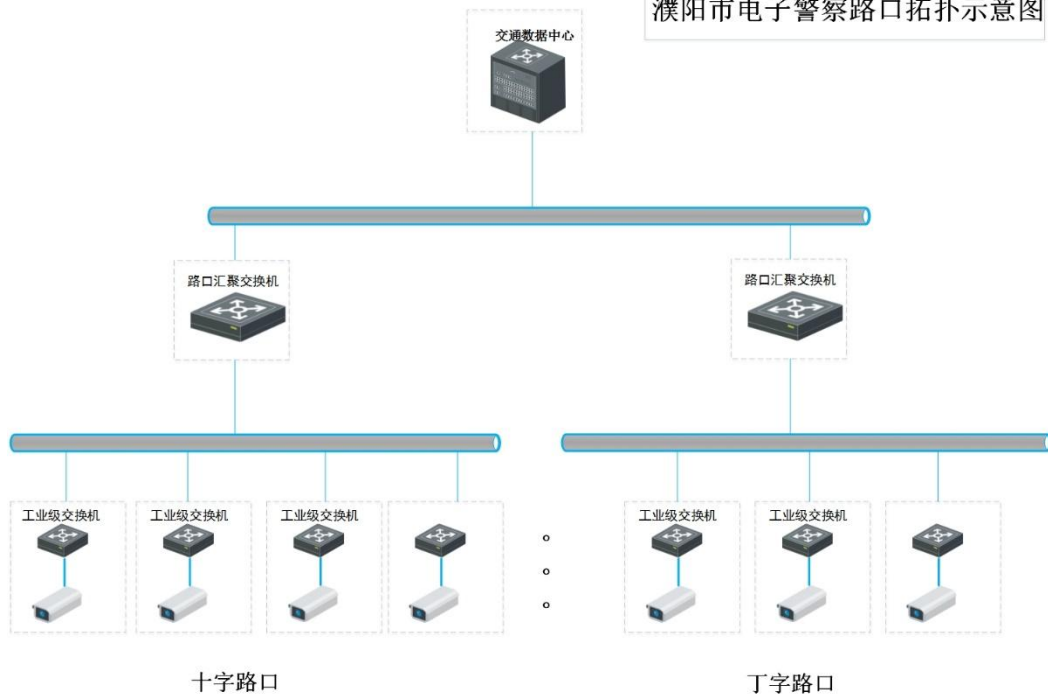 濮阳市电子警察路口拓扑示意图
交通数据中心
路口汇聚交换机
路口汇聚交换机
工业级交换机
工业级交换机
工业级交换机
工业级交换机
工业级交换机
十字路口
丁字路口